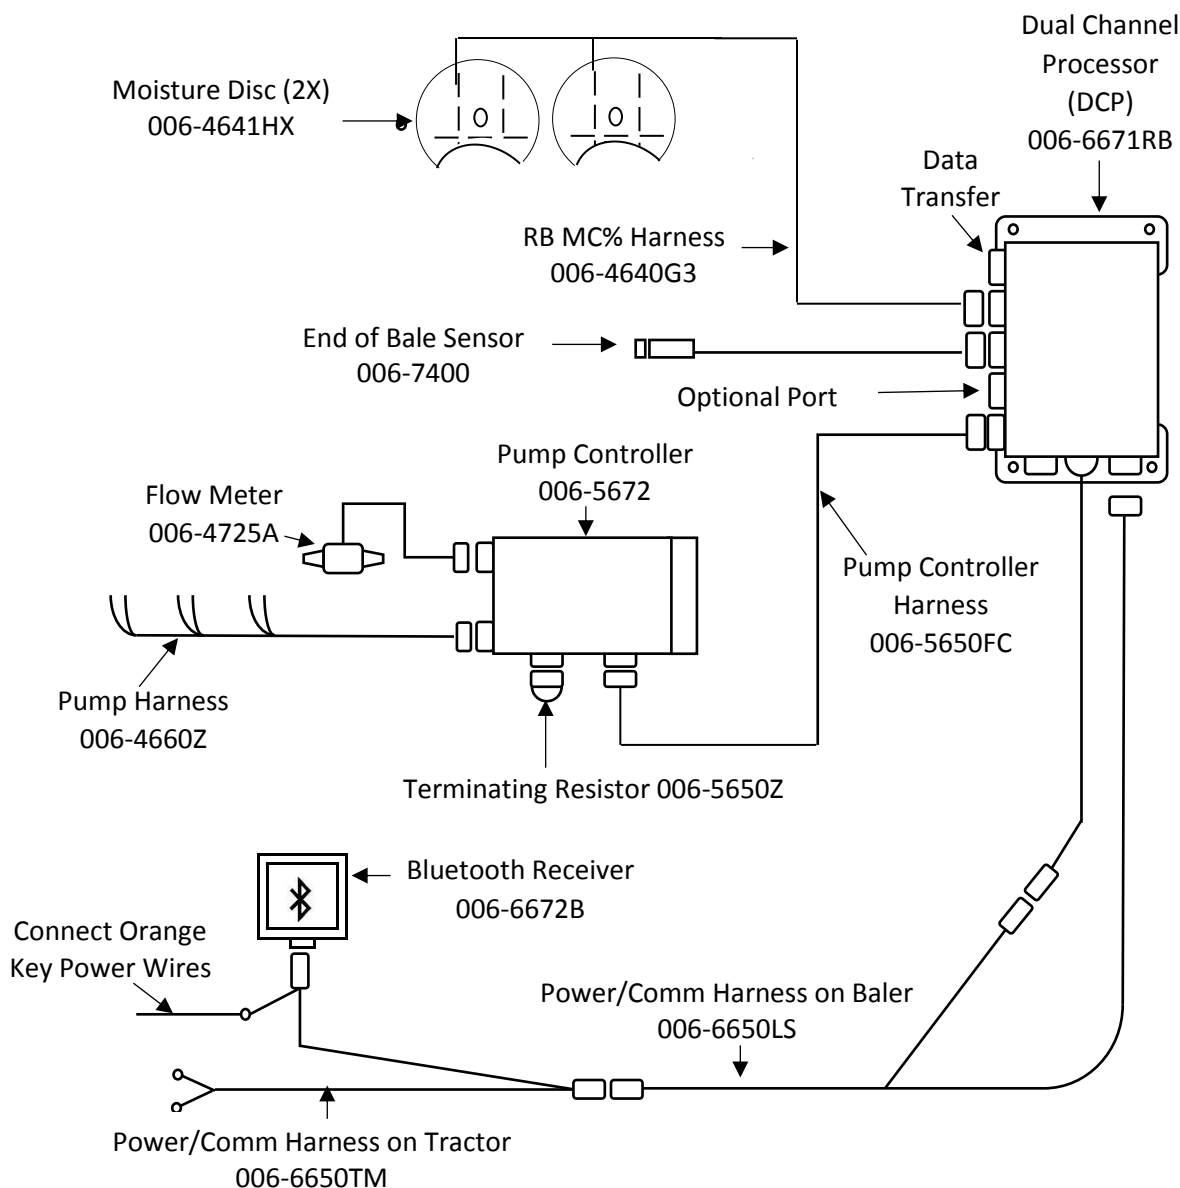 Dual Channel
Processor
(DCP)
006-6671RB
Moisture Disc (2X)
006-4641HX
Data
Transfer
RB MC% Harness
006-4640G3
End of Bale Sensor
006-7400
Optional Port
Pump Controller
006-5672
Flow Meter
006-4725A
Pump Controller
Harness
006-5650FC
Pump Harness
006-4660Z
Terminating Resistor 006-5650Z
Bluetooth Receiver
006-6672B
Connect Orange
Key Power Wires
Power/Comm Harness on Baler
006-6650LS
Power/Comm Harness on Tractor
006-6650TM